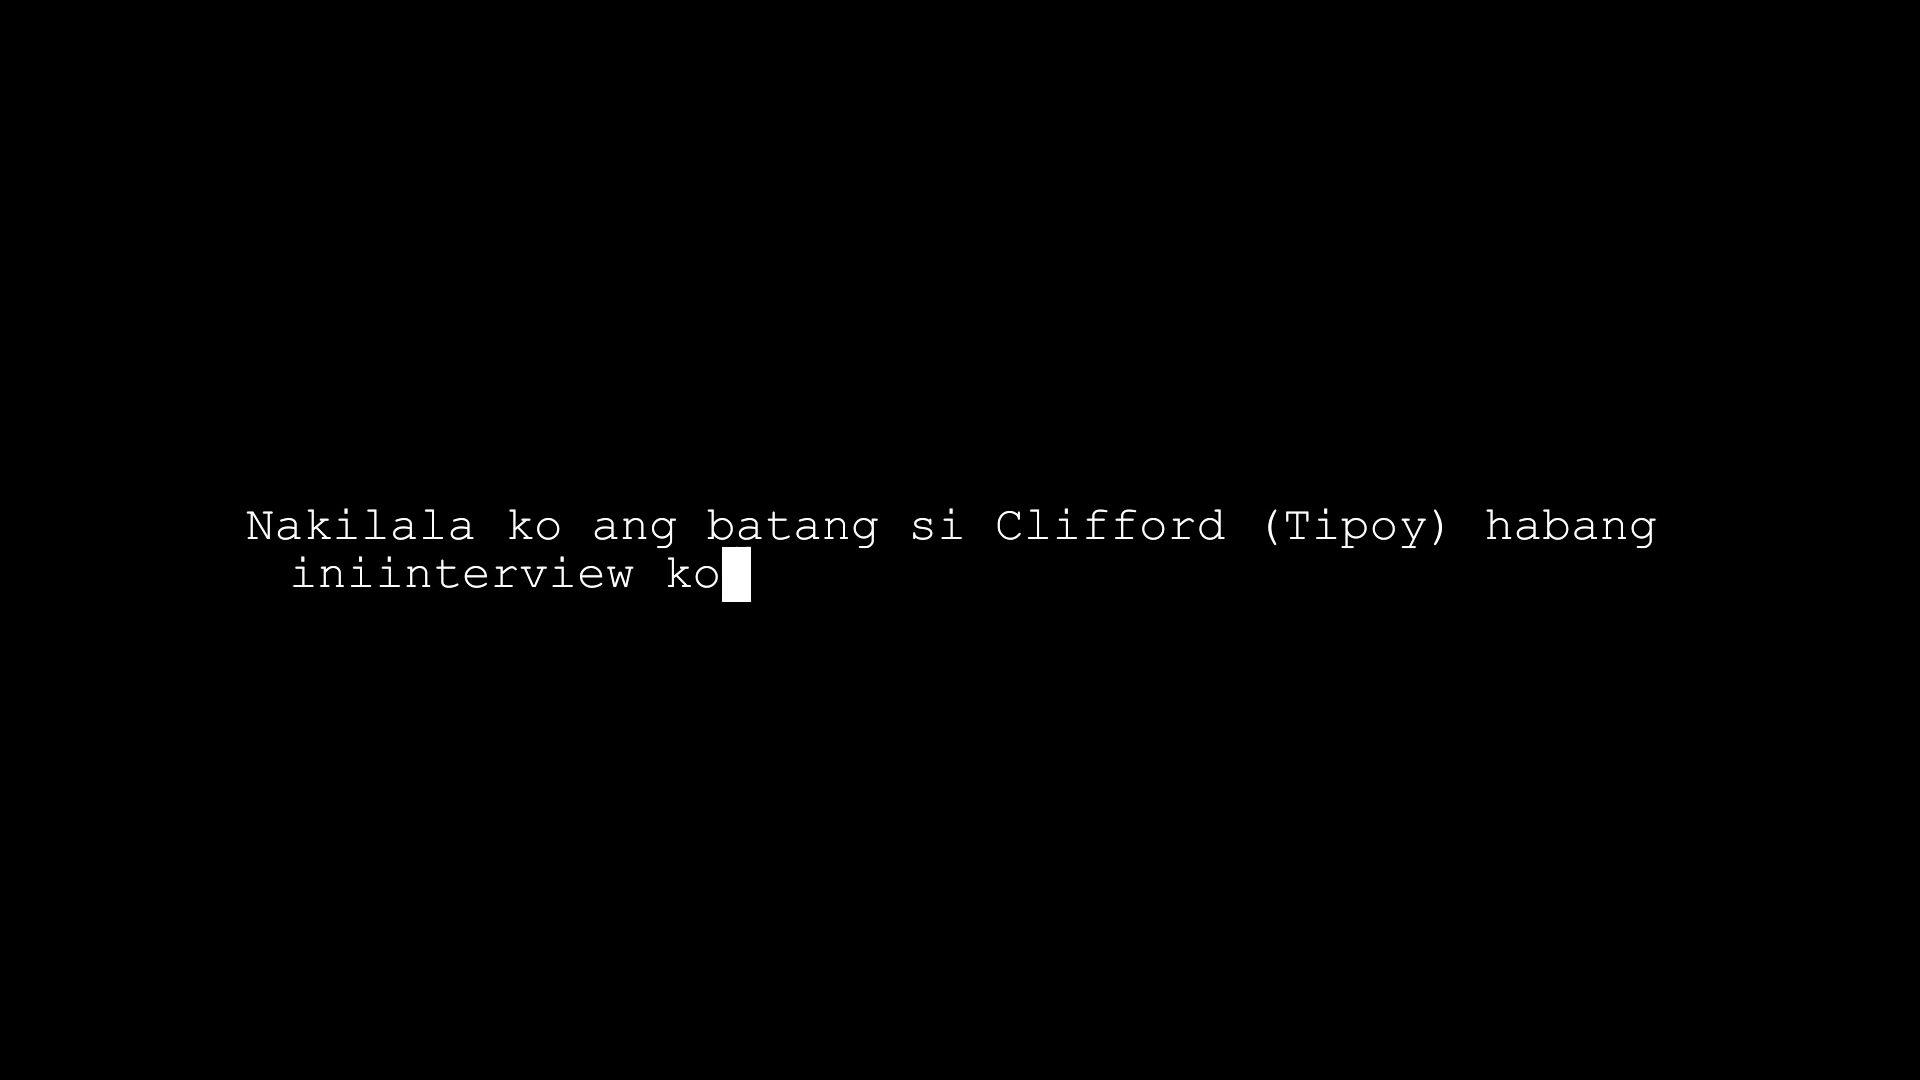 Nakilala ko ang batang si Clifford (Tipoy) habang
iniinterview ko